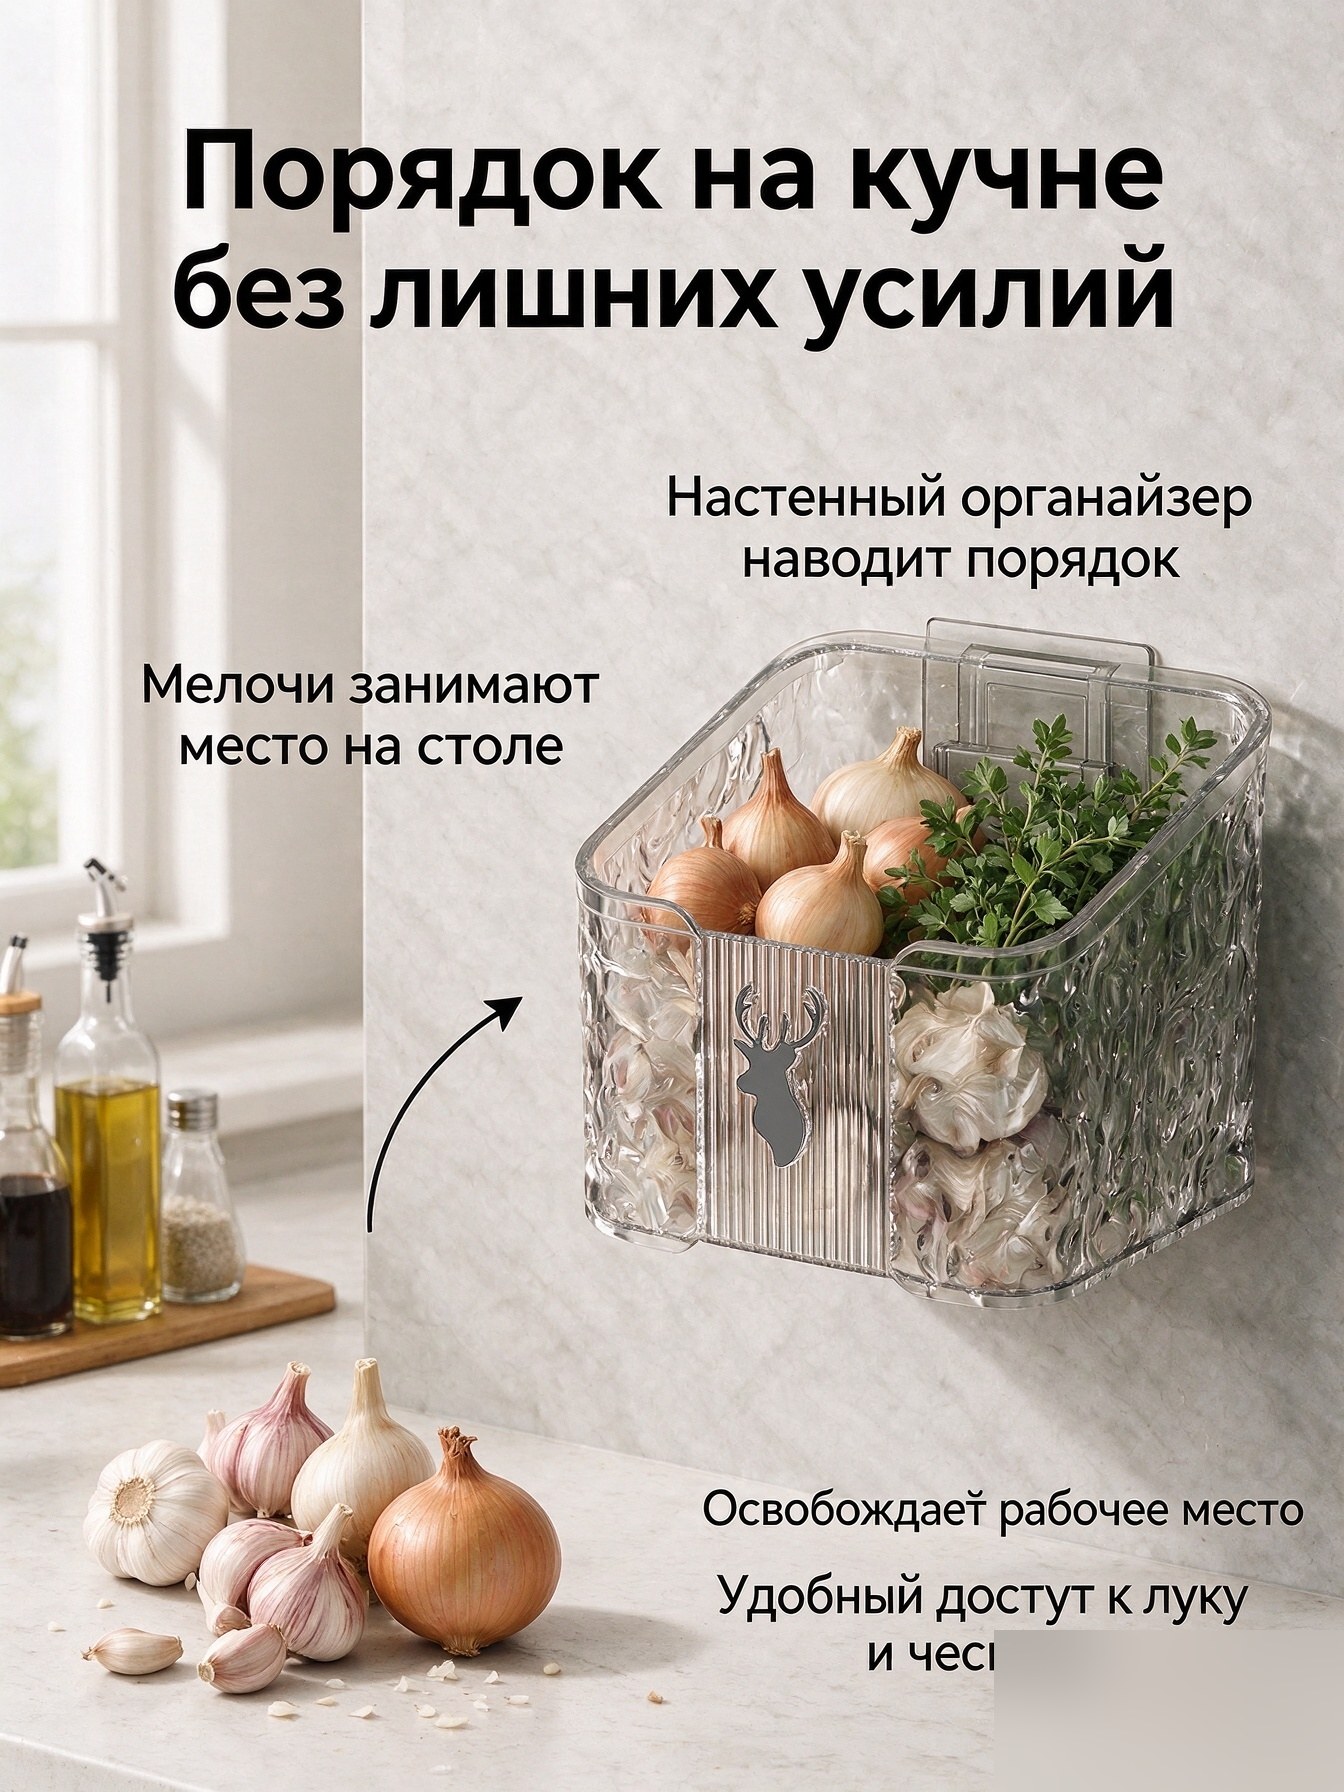 Порядок на кучне
без лишних усилий
Настенный органайзер
наводит порядок
Мелочи занимают
место на столе
Освобождает рабочее место
Удобный достут к луку
и